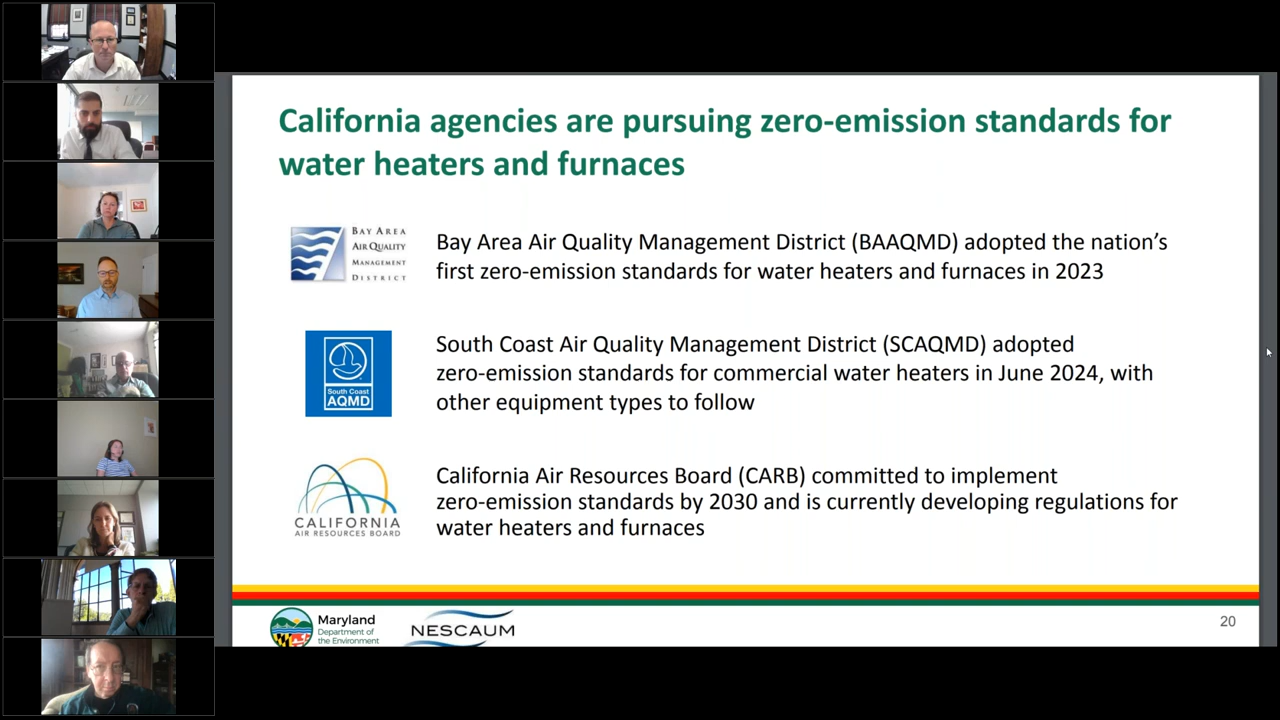 California agencies are pursuing zero-emission standards for
water heaters and furnaces
BAY AREA
AIR QUALITY
MANAGEMENT
DISTRICT
Bay Area Air Quality Management District (BAAQMD) adopted the nation’s
first zero-emission standards for water heaters and furnaces in 2023
South Coast
AQMD
South Coast Air Quality Management District (SCAQMD) adopted
zero-emission standards for commercial water heaters in June 2024, with
other equipment types to follow
CALIFORNIA
AIR RESOURCES BOARD
California Air Resources Board (CARB) committed to implement
zero-emission standards by 2030 and is currently developing regulations for
water heaters and furnaces
Maryland
Department of
the Environment
NESCAUM
20